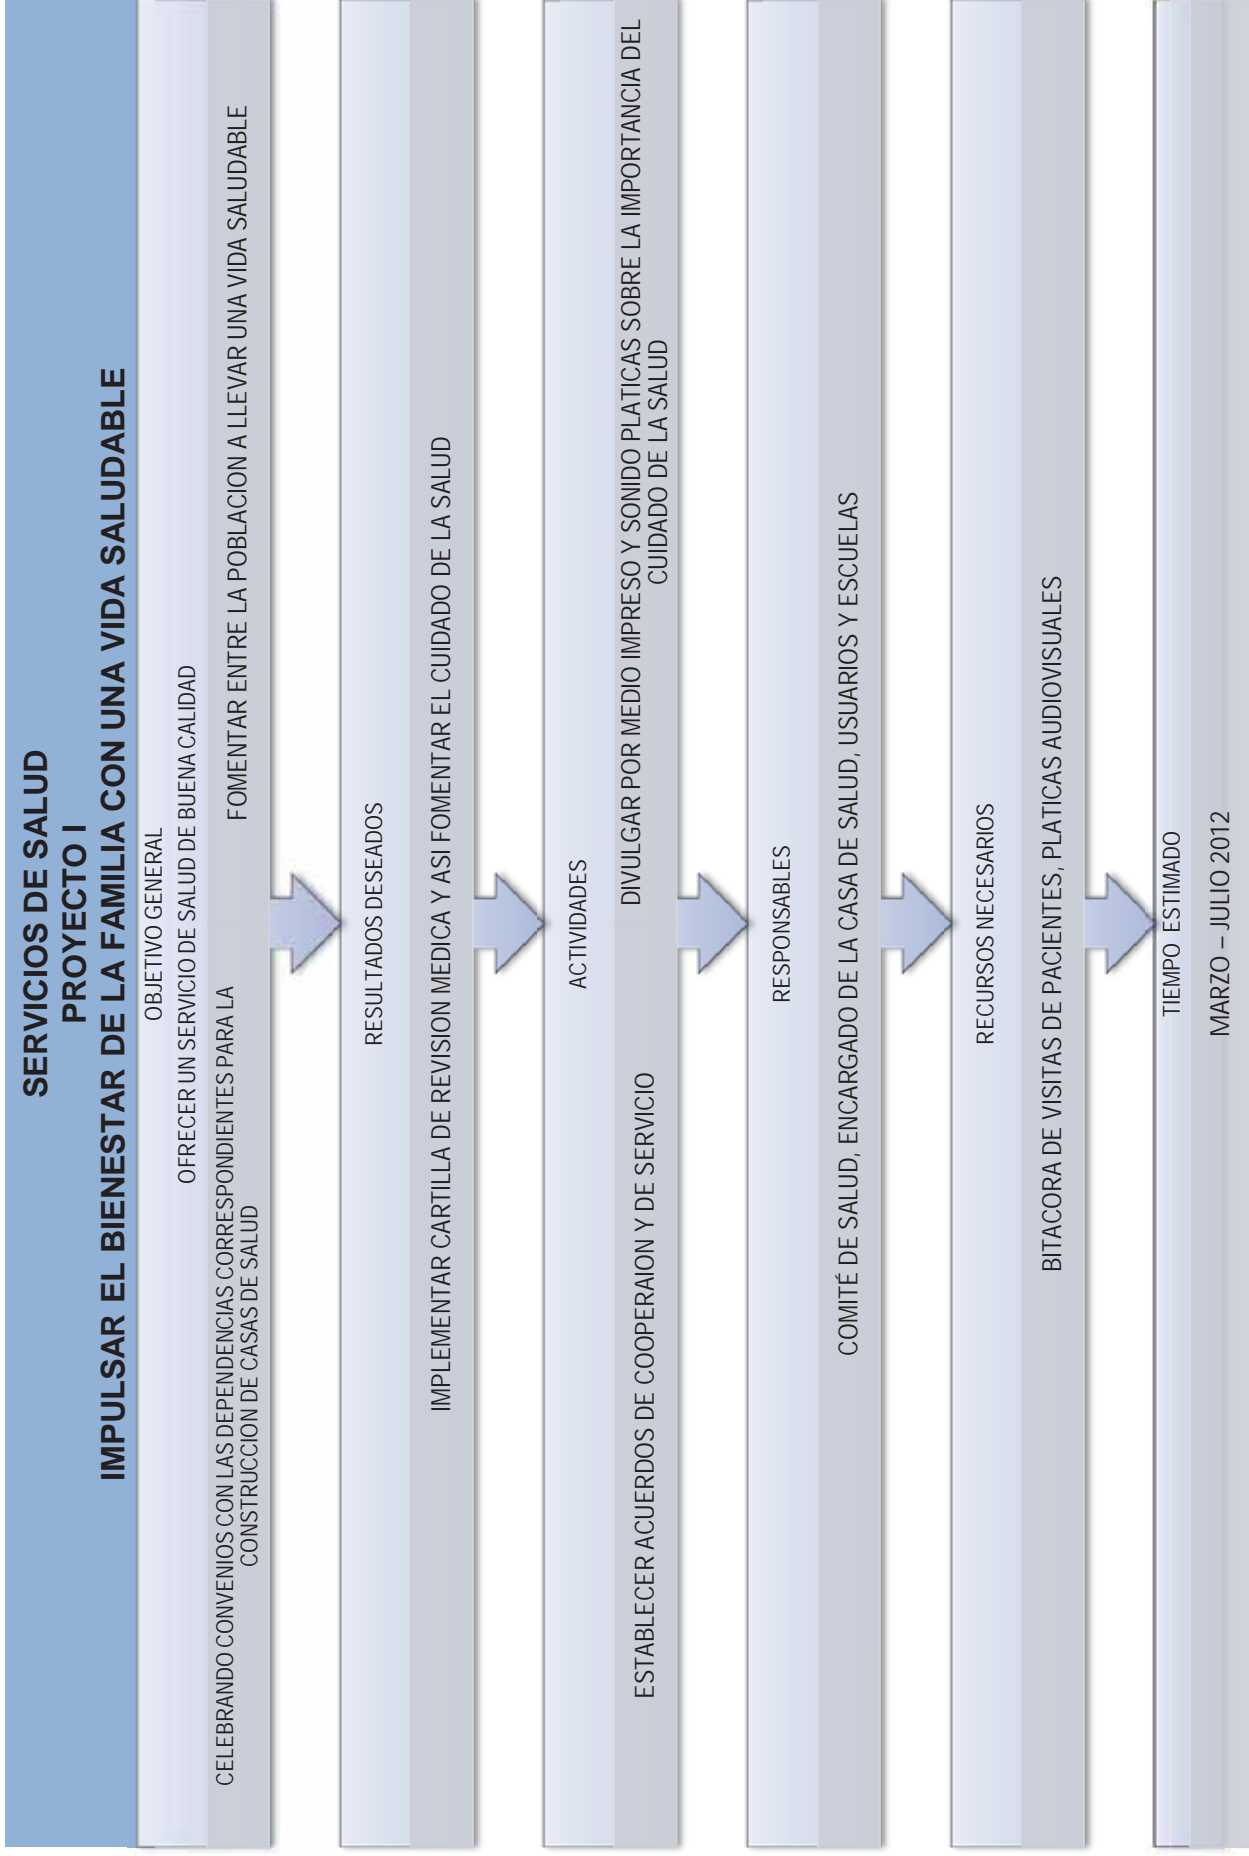 SERVICIOS DE SALUD
PROYECTO I
IMPULSAR EL BIENESTAR DE LA FAMILIA CON UNA VIDA SALUDABLE
OBJETIVO GENERAL
OFRECER UN SERVICIO DE SALUD DE BUENA CALIDAD
CELEBRANDO CONVENIOS CON LAS DEPENDENCIAS CORRESPONDIENTES PARA LA
CONSTRUCCION DE CASAS DE SALUD
FOMENTAR ENTRE LA POBLACION A LLEVAR UNA VIDA SALUDABLE
RESULTADOS DESEADOS
IMPLEMENTAR CARTILLA DE REVISION MEDICA Y ASI FOMENTAR EL CUIDADO DE LA SALUD
ACTIVIDADES
ESTABLECER ACUERDOS DE COOPERAION Y DE SERVICIO
DIVULGAR POR MEDIO IMPRESO Y SONIDO PLATICAS SOBRE LA IMPORTANCIA DEL
CUIDADO DE LA SALUD
RESPONSABLES
COMITÉ DE SALUD, ENCARGADO DE LA CASA DE SALUD, USUARIOS Y ESCUELAS
RECURSOS NECESARIOS
BITACORA DE VISITAS DE PACIENTES, PLATICAS AUDIOVISUALES
TIEMPO ESTIMADO
MARZO – JULIO 2012